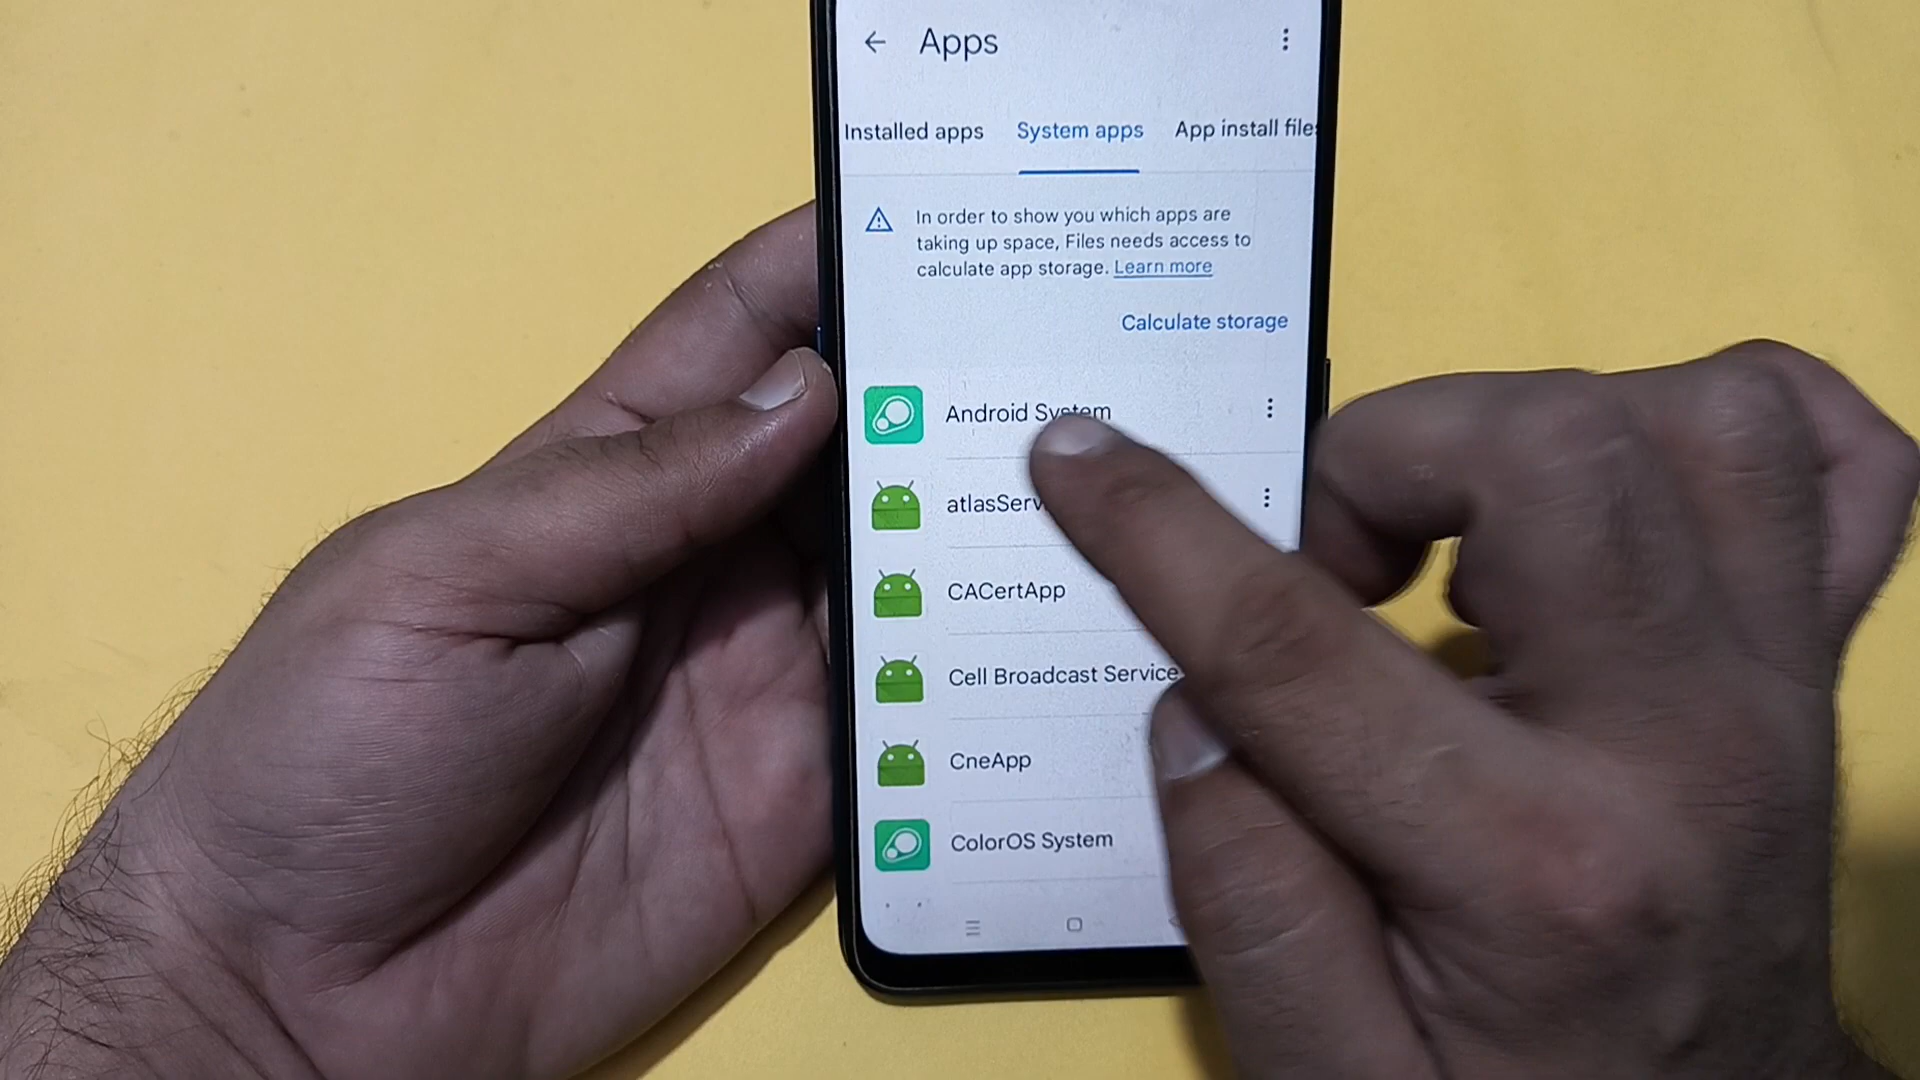 Apps
Installed apps System apps App install file
In order to show you which apps are
taking up space, Files needs access to
calculate app storage. Learn more
Calculate storage
Android System
CACertApp
Cell Broadcast Service
CneApp
ColorOS System